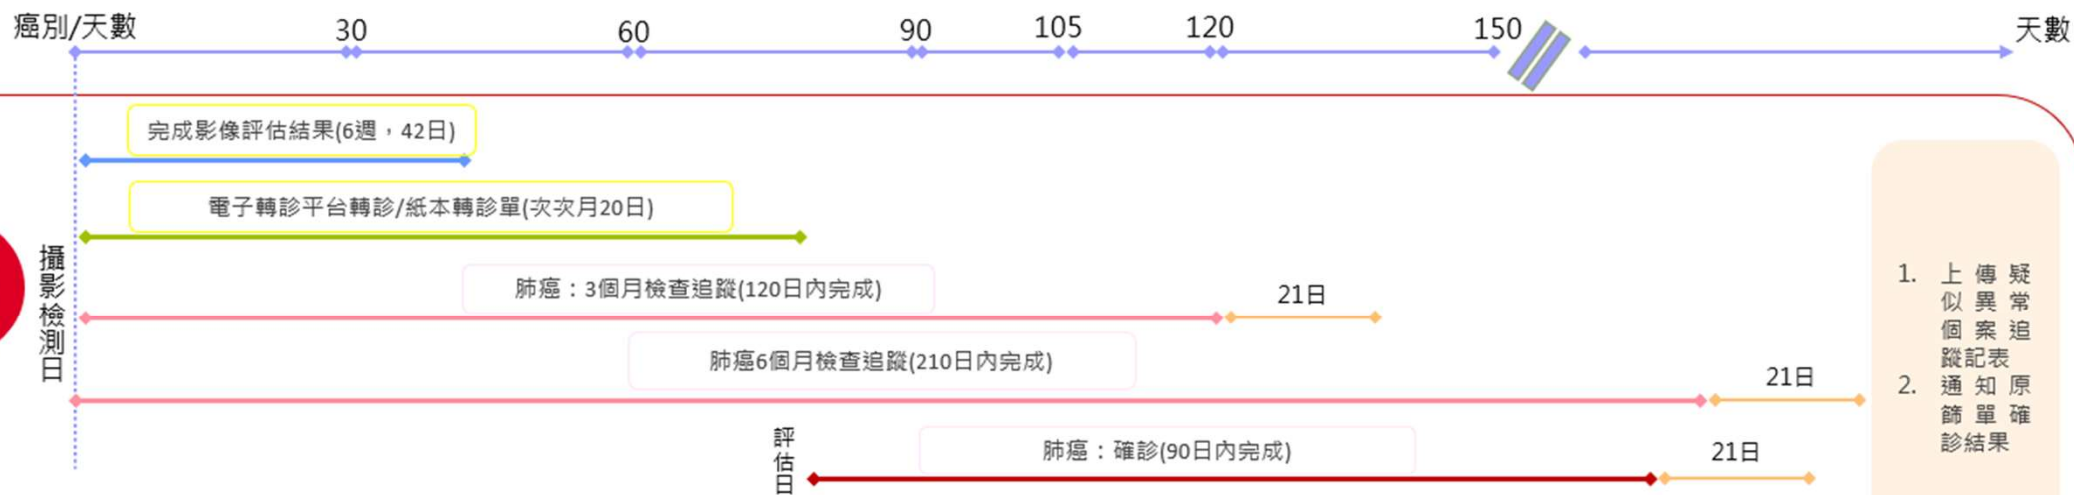 癌別/天數 30 60 90 105 120 150 天數
完成影像評估結果(6週，42日)
電子轉診平台轉診/紙本轉診單(次次月20日)
攝影檢測日
肺癌：3個月檢查追蹤(120日內完成)
21日
肺癌6個月檢查追蹤(210日內完成)
21日
評估日
肺癌：確診(90日內完成)
21日
1. 上傳疑
似異常
個案追
蹤記表
2. 通知原
篩單確
診結果